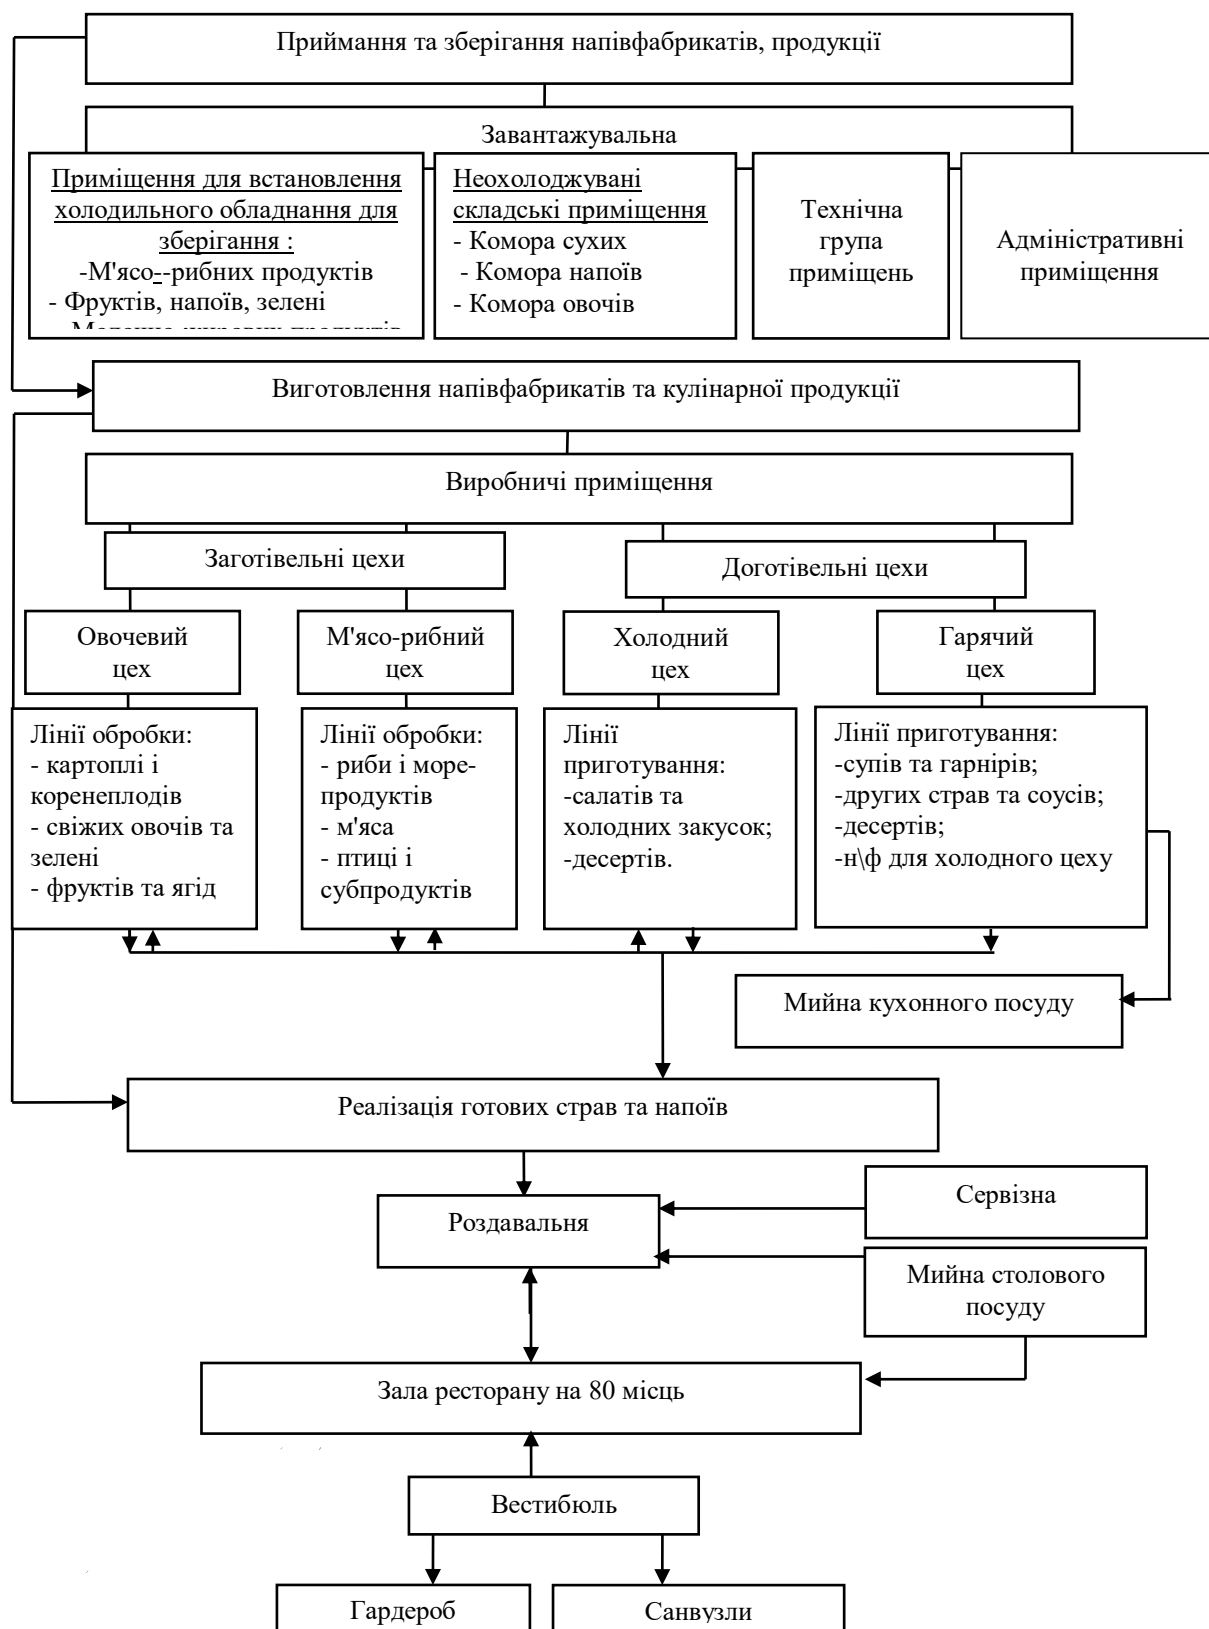 Приймання та зберігання напівфабрикатів, продукції
Завантажувальна
Приміщення для встановлення
холодильного обладнання для
зберігання :
-М'ясо--рибних продуктів
- Фруктів, напоїв, зелені
Неохолоджувані
складські приміщення
- Комора сухих
- Комора напоїв
- Комора овочів
Технічна
група
приміщень
Адміністративні
приміщення
Виготовлення напівфабрикатів та кулінарної продукції
Виробничі приміщення
Заготівельні цехи
Доготівельні цехи
Овочевий
цех
М'ясо-рибний
цех
Холодний
цех
Гарячий
цех
Лінії обробки:
- картоплі і
коренеплодів
- свіжих овочів та
зелені
- фруктів та ягід
Лінії обробки:
- риби і море-
продуктів
- м'яса
- птиці і
субпродуктів
Лінії
приготування:
-салатів та
холодних закусок;
-десертів.
Лінії приготування:
-супів та гарнірів;
-других страв та соусів;
-десертів;
-н\ф для холодного цеху
Мийна кухонного посуду
Реалізація готових страв та напоїв
Роздавальня
Сервізна
Мийна столового
посуду
Зала ресторану на 80 місць
Вестибюль
Гардероб
Санвузли